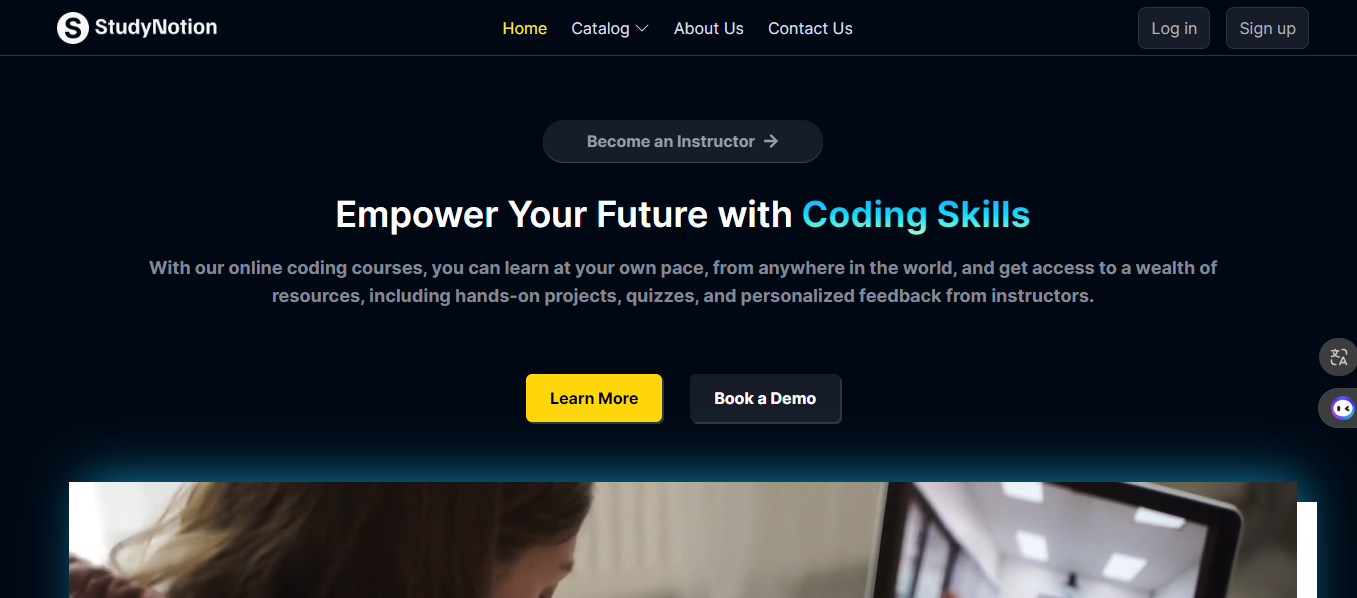 S StudyNotion
Home Catalog About Us Contact Us
Log in Sign up
Become an Instructor →
Empower Your Future with Coding Skills
With our online coding courses, you can learn at your own pace, from anywhere in the world, and get access to a wealth of
resources, including hands-on projects, quizzes, and personalized feedback from instructors.
Learn More Book a Demo
文A